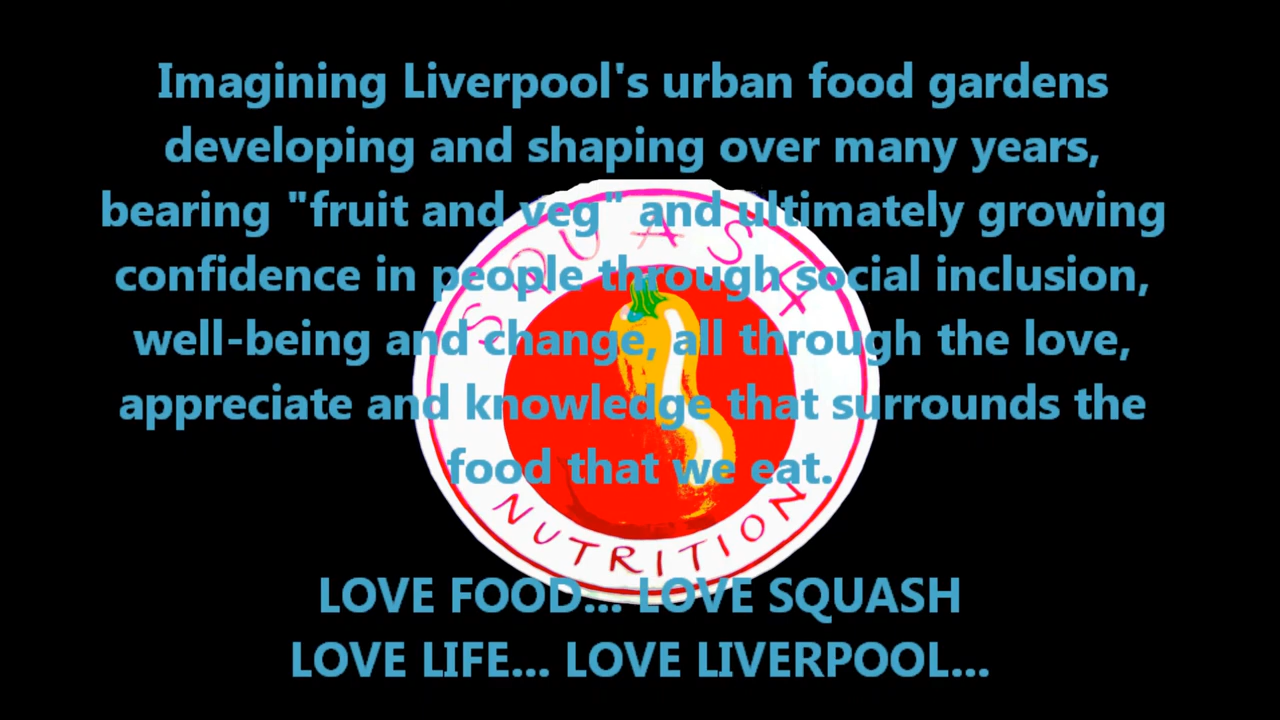 Imagining Liverpool's urban food gardens
developing and shaping over many years,
bearing "fruit and veg" and ultimately growing
confidence in people through social inclusion,
well-being and change, all through the love,
appreciate and knowledge that surrounds the
food that we eat.
LOVE FOOD... LOVE SQUASH
LOVE LIFE... LOVE LIVERPOOL...
SQUASH
NUTRITION